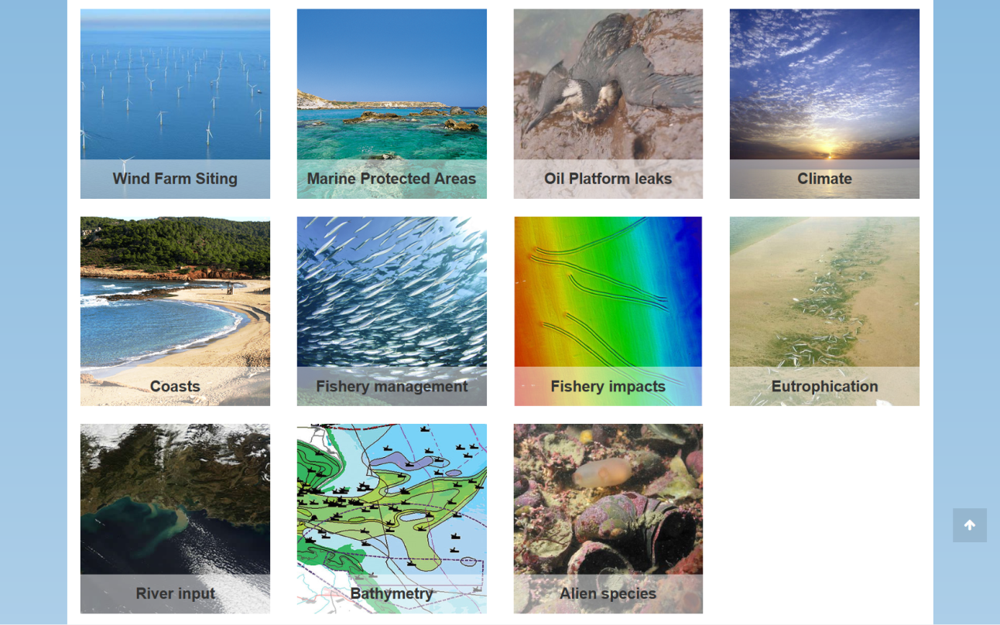 Wind Farm Siting
Marine Protected Areas
Oil Platform leaks
Climate
Coasts
Fishery management
Fishery impacts
Eutrophication
River input
Bathymetry
Alien species